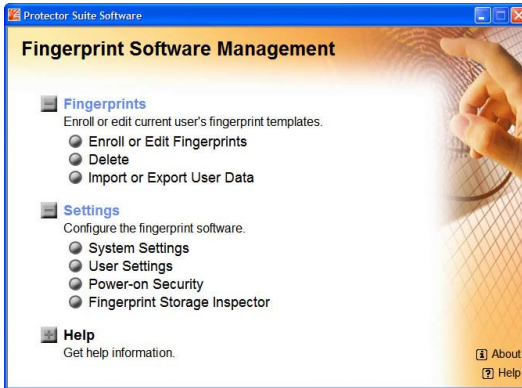 Protector Suite Software
Fingerprint Software Management
Fingerprints
Enroll or edit current user's fingerprint templates.
Enroll or Edit Fingerprints
Delete
Import or Export User Data
Settings
Configure the fingerprint software.
System Settings
User Settings
Power-on Security
Fingerprint Storage Inspector
Help
Get help information.
About
Help